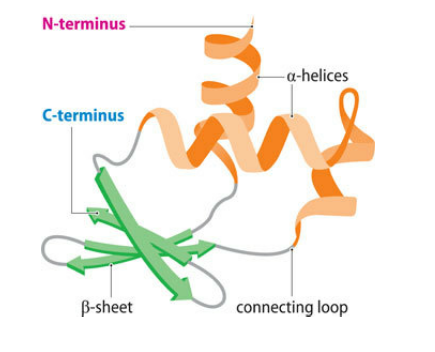 N-terminus
α-helices
C-terminus
β-sheet
connecting loop